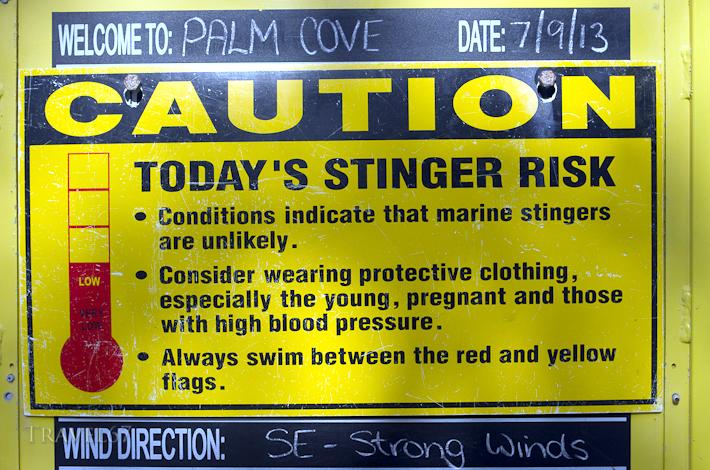 WELCOME TO: PALM COVE DATE: 7/9/13
CAUTION
TODAY'S STINGER RISK
• Conditions indicate that marine stingers
are unlikely.
• Consider wearing protective clothing,
especially the young, pregnant and those
with high blood pressure.
• Always swim between the red and yellow
flags.
LOW
VERY
LOW
WIND DIRECTION: SE - Strong Winds